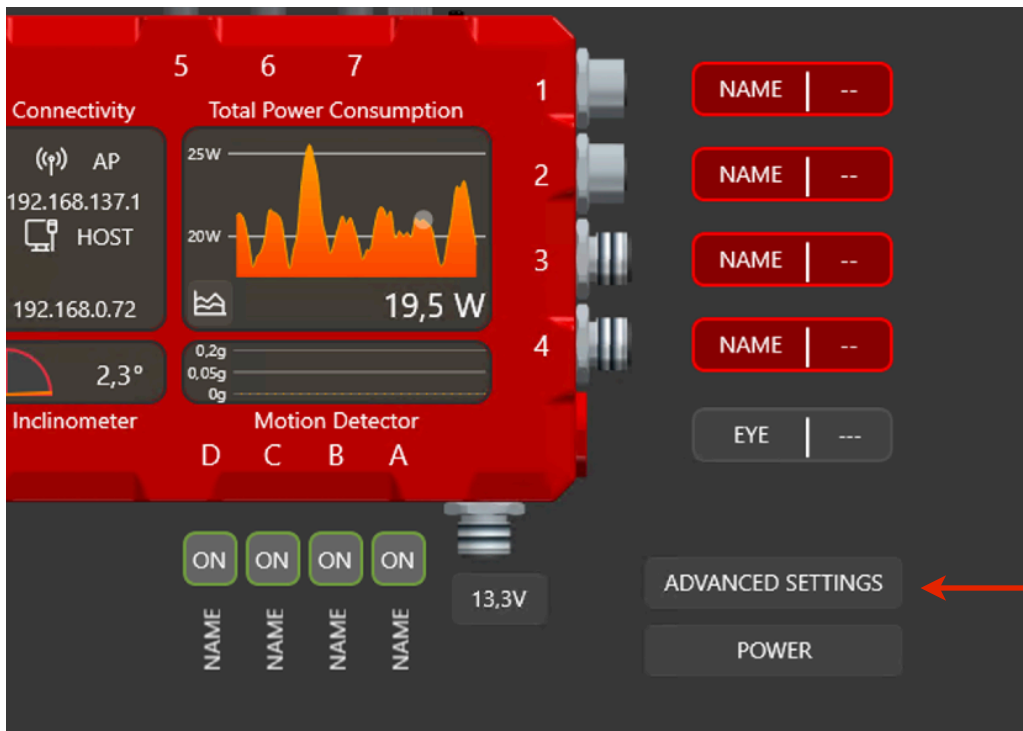 5 6 7
Connectivity
Total Power Consumption
AP
192.168.137.1
HOST
192.168.0.72
25W
20W
19,5 W
2,3°
Inclinometer
0,2g
0,05g
0g
Motion Detector
D C B A
1
NAME --
2
NAME --
3
NAME --
4
NAME --
EYE ---
ON ON ON ON
NAME NAME NAME NAME
13,3V
ADVANCED SETTINGS
POWER